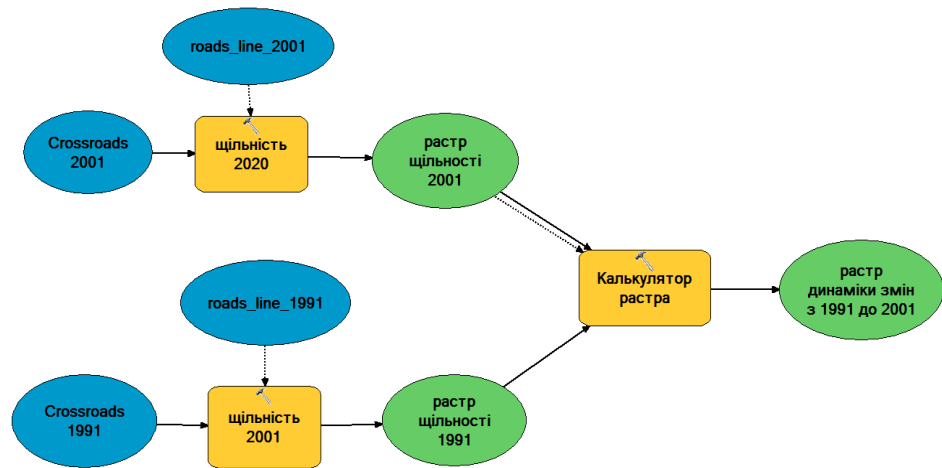 roads_line_2001
Crossroads
2001
щільність
2020
растр
щільності
2001
Калькулятор
растра
растр
динаміки змін
з 1991 до 2001
roads_line_1991
Crossroads
1991
щільність
2001
растр
щільності
1991